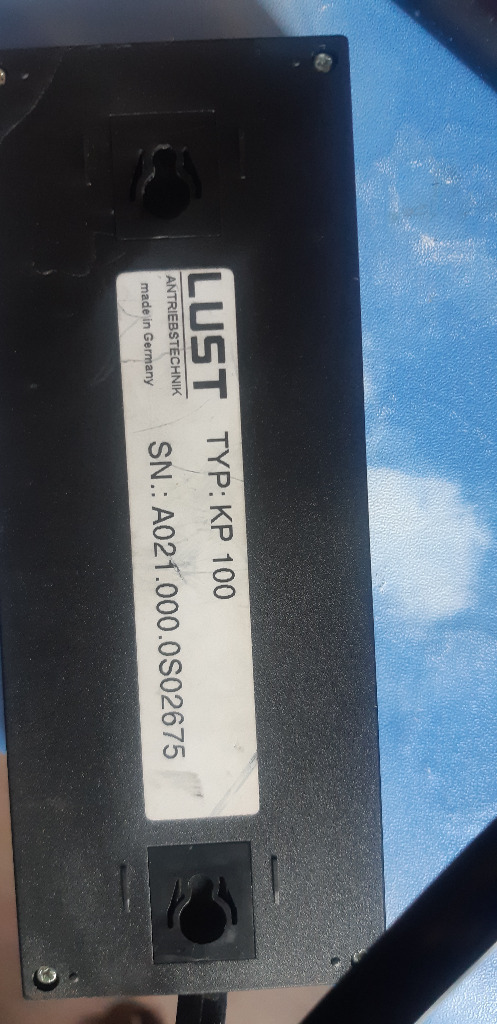 LUST
ANTRIEBSTECHNIK
made in Germany
TYP: KP 100
SN.: A021.000.0S02675